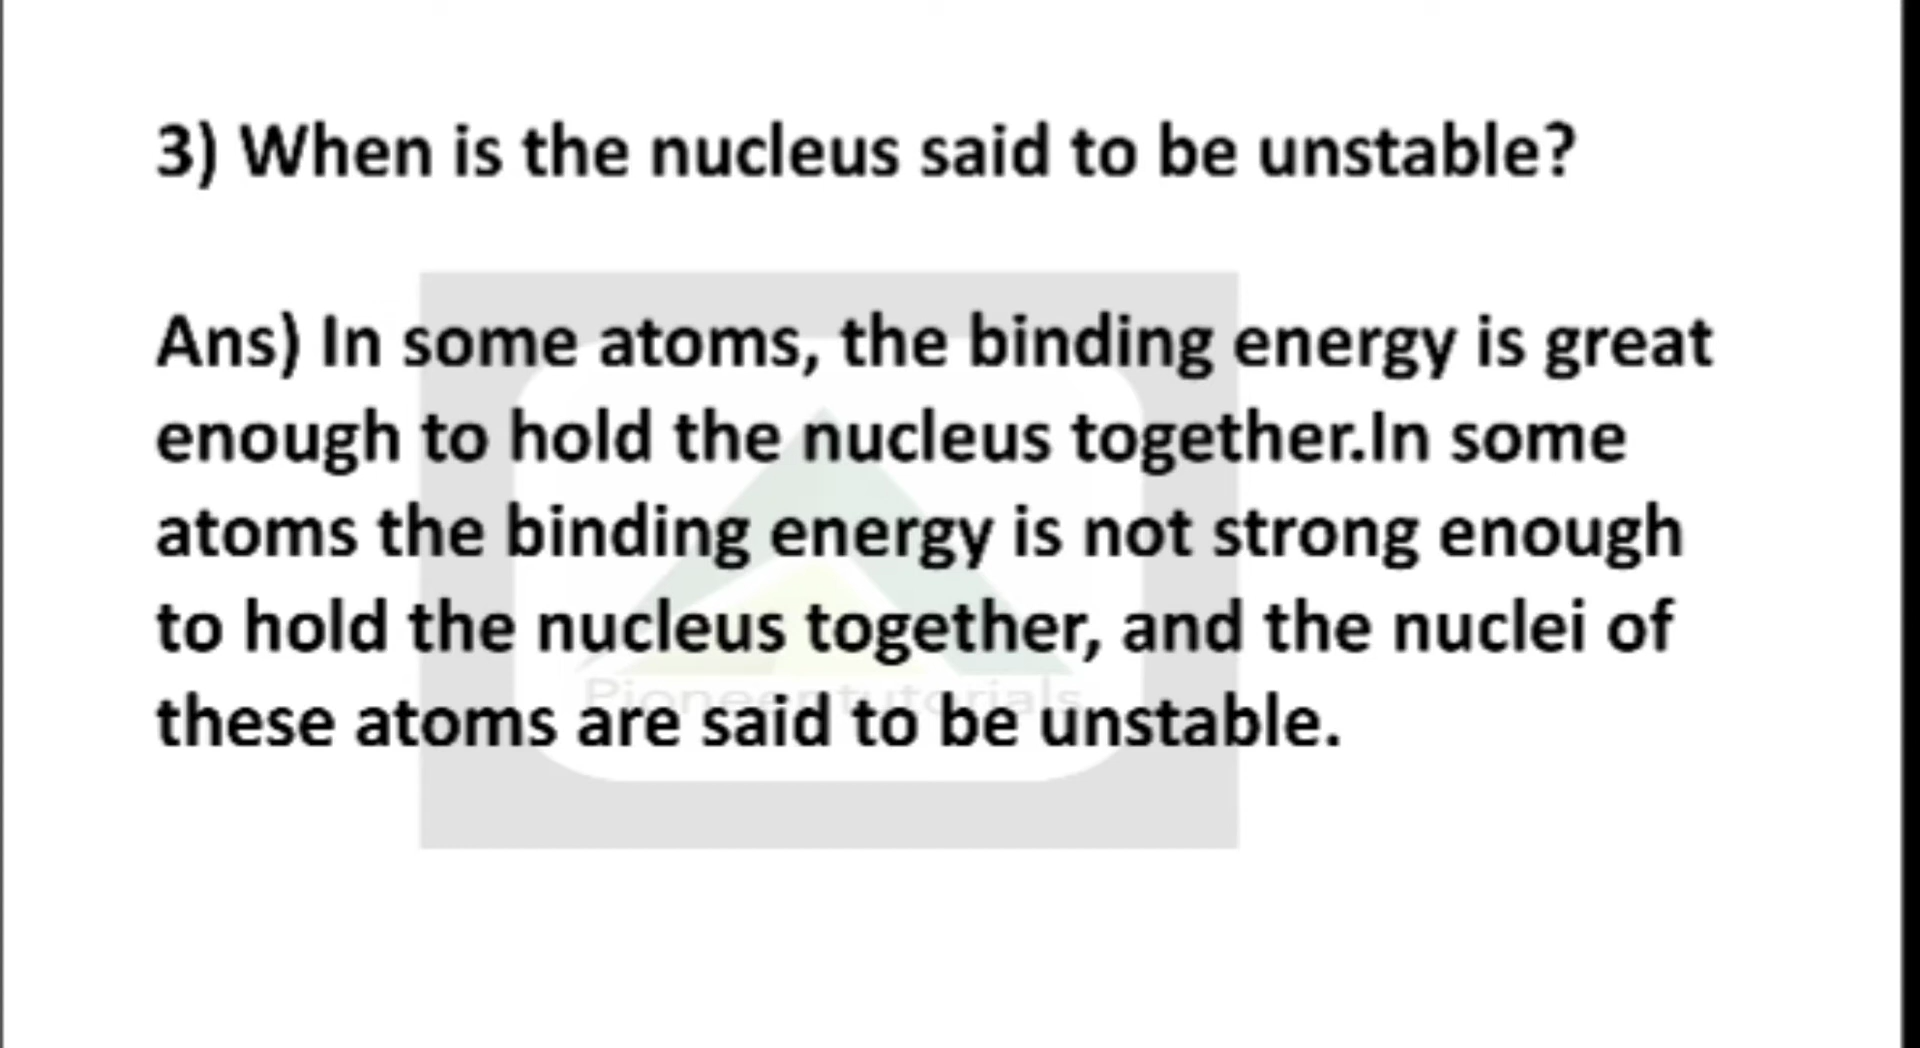 3) When is the nucleus said to be unstable?
Ans) In some atoms, the binding energy is great
enough to hold the nucleus together.In some
atoms the binding energy is not strong enough
to hold the nucleus together, and the nuclei of
these atoms are said to be unstable.
Pioneer tutorials